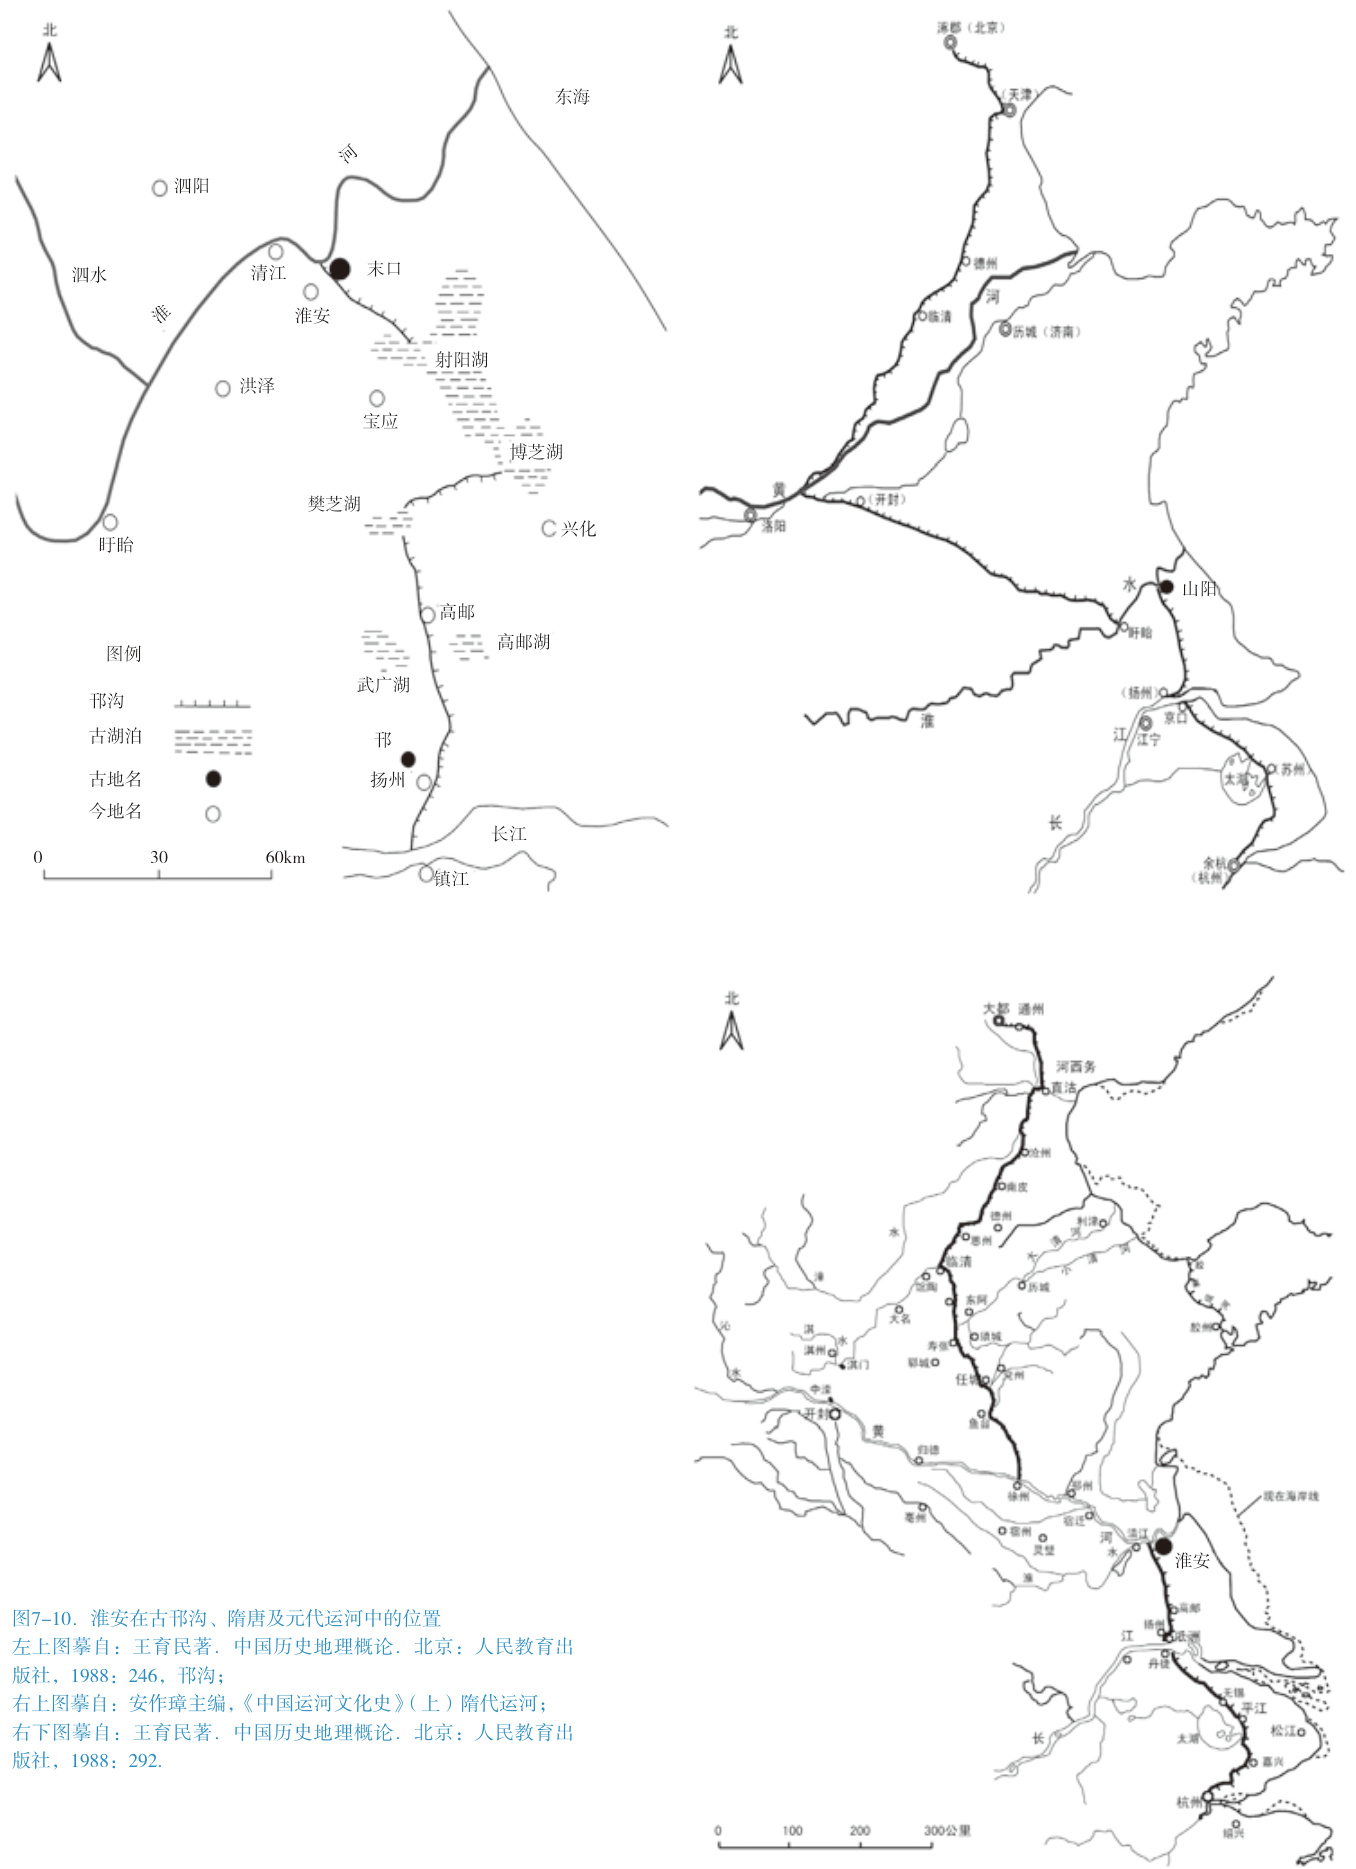 北
东海
河
泗阳
泗水
清江
末口
淮
淮安
射阳湖
洪泽
宝应
博芝湖
樊芝湖
兴化
盱眙
高邮
高邮湖
图例
武广湖
邗沟
古湖泊
邗
古地名
扬州
今地名
长江
0 30 60km
镇江
北
涿郡（北京）
（天津）
德州
河
临清
历城（济南）
黄
（开封）
洛阳
水
山阳
盱眙
（扬州）
淮
京口
江
江宁
太湖
（苏州）
长
余杭
（杭州）
北
大都 通州
河西务
直沽
沧州
南皮
德州
利津
水
恩州
大清河
小清河
临清
漳
馆陶
历城
胶
东阿
大名
胶州
沁
淇
水
淇州
须城
寿张
郓城
淇门
任城
兖州
水
中滦
开封
鱼台
黄
归德
徐州
邳州
现在海岸线
亳州
宿迁
宿州
灵壁
河
清江
水
淮安
淮
高邮
扬州
江
瓜洲
丹徒
无锡
平江
长
太湖
松江
嘉兴
杭州
绍兴
0 100 200 300公里
图7-10. 淮安在古邗沟、隋唐及元代运河中的位置
左上图摹自：王育民著. 中国历史地理概论. 北京：人民教育出
版社，1988：246，邗沟；
右上图摹自：安作璋主编，《中国运河文化史》（上）隋代运河；
右下图摹自：王育民著. 中国历史地理概论. 北京：人民教育出
版社，1988：292.